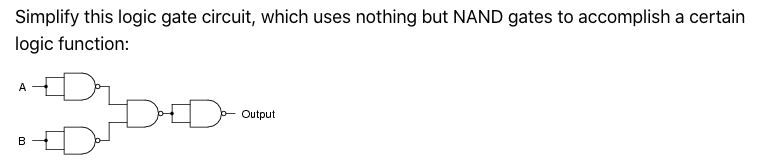 Simplify this logic gate circuit, which uses nothing but NAND gates to accomplish a certain
logic function:
A
Output
B